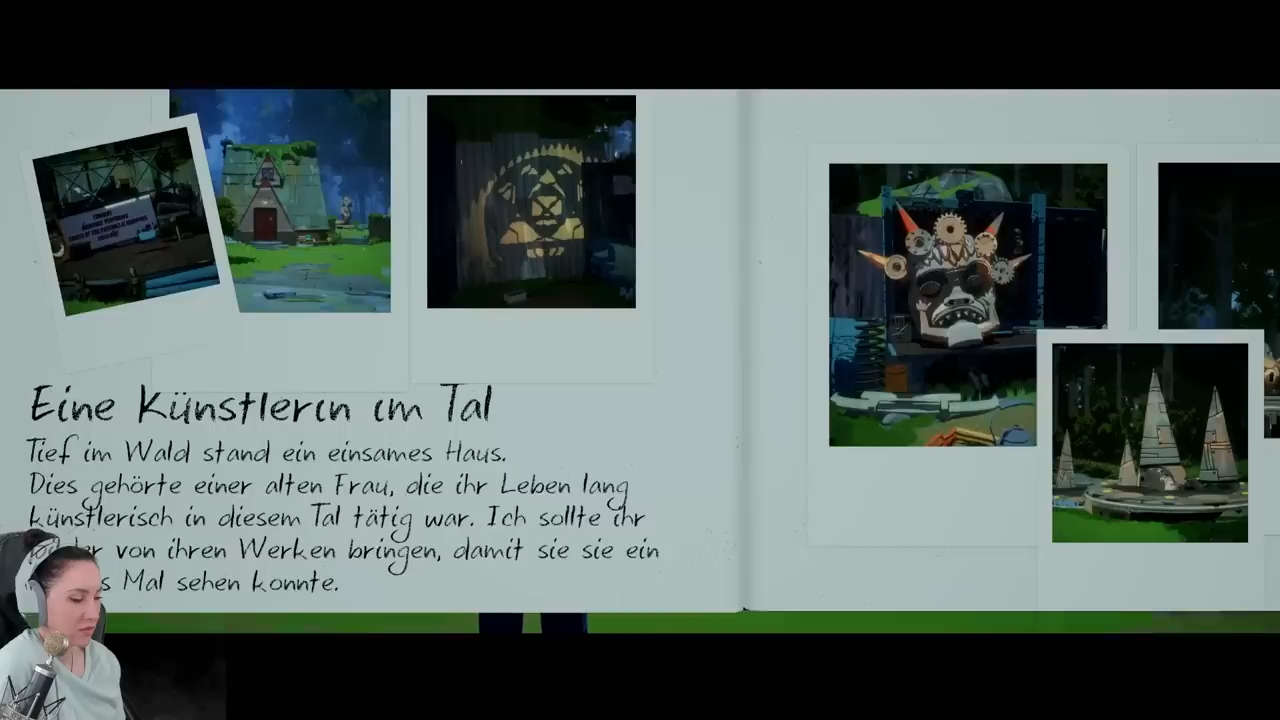 Eine Künstlerin im Tal
Tief im Wald stand ein einsames Haus.
Dies gehörte einer alten Frau, die ihr Leben lang
künstlerisch in diesem Tal tätig war. Ich sollte ihr
von ihren Werken bringen, damit sie sie ein
Mal sehen konnte.